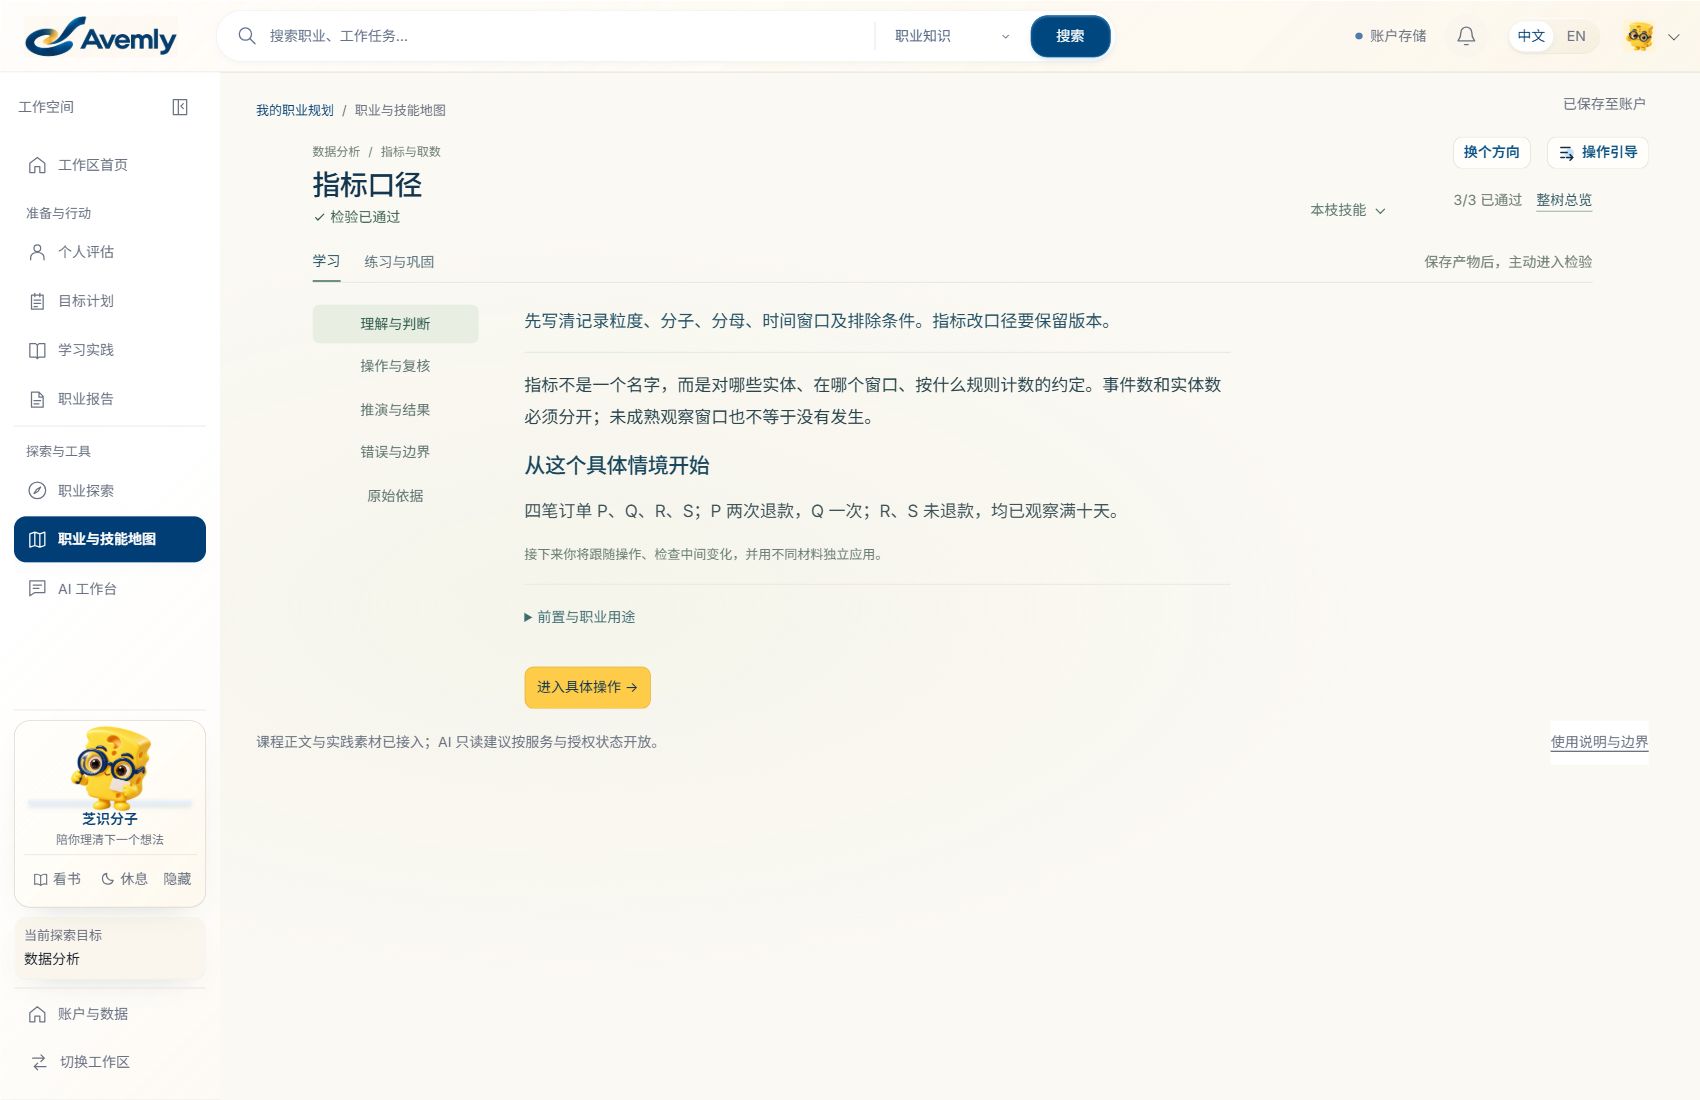 Avemly
搜索职业、工作任务...
职业知识
搜索
账户存储
中文
EN
工作空间
工作区首页
准备与行动
个人评估
目标计划
学习实践
职业报告
探索与工具
职业探索
职业与技能地图
AI 工作台
芝识分子
陪你理清下一个想法
看书
休息
隐藏
当前探索目标
数据分析
账户与数据
切换工作区
我的职业规划 / 职业与技能地图
已保存至账户
数据分析 / 指标与取数
换个方向
操作引导
指标口径
检验已通过
本枝技能
3/3 已通过
整树总览
学习
练习与巩固
保存产物后，主动进入检验
理解与判断
操作与复核
推演与结果
错误与边界
原始依据
先写清记录粒度、分子、分母、时间窗口及排除条件。指标改口径要保留版本。
指标不是一个名字，而是对哪些实体、在哪个窗口、按什么规则计数的约定。事件数和实体数
必须分开；未成熟观察窗口也不等于没有发生。
从这个具体情境开始
四笔订单 P、Q、R、S；P 两次退款，Q 一次；R、S 未退款，均已观察满十天。
接下来你将跟随操作、检查中间变化，并用不同材料独立应用。
前置与职业用途
进入具体操作 →
课程正文与实践素材已接入；AI 只读建议按服务与授权状态开放。
使用说明与边界